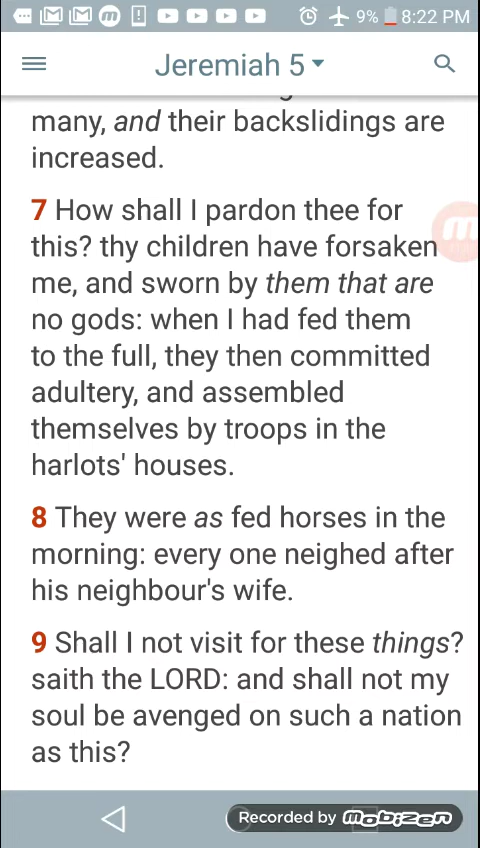 9% 8:22 PM
Jeremiah 5
many, and their backslidings are
increased.
7 How shall I pardon thee for
this? thy children have forsaken
me, and sworn by them that are
no gods: when I had fed them
to the full, they then committed
adultery, and assembled
themselves by troops in the
harlots' houses.
8 They were as fed horses in the
morning: every one neighed after
his neighbour's wife.
9 Shall I not visit for these things?
saith the LORD: and shall not my
soul be avenged on such a nation
as this?
Recorded by mobizen